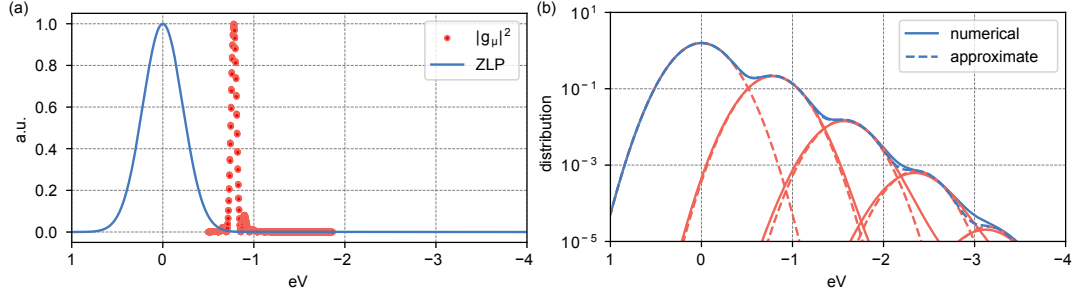 (a)
1.0
0.8
0.6
0.4
0.2
0.0
a.u.
|g_μ|²
ZLP
1
0
−1
−2
−3
−4
eV
(b)
10¹
10⁻¹
10⁻³
10⁻⁵
distribution
numerical
approximate
1
0
−1
−2
−3
−4
eV